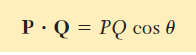 P · Q = PQ cos θ